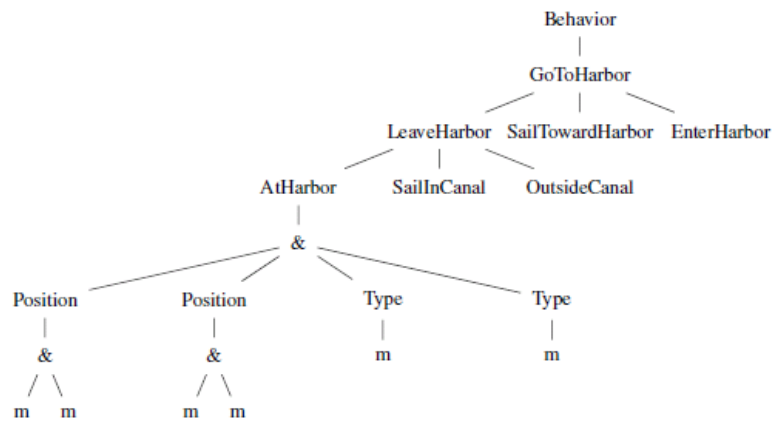 Behavior
GoToHarbor
LeaveHarbor SailTowardHarbor EnterHarbor
AtHarbor SailInCanal OutsideCanal
&
Position Position Type Type
& & m m
m m m m